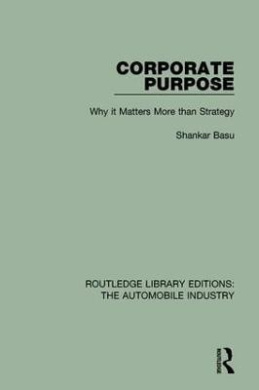 CORPORATE
PURPOSE
Why it Matters More than Strategy
Shankar Basu
ROUTLEDGE LIBRARY EDITIONS:
THE AUTOMOBILE INDUSTRY
ROUTLEDGE